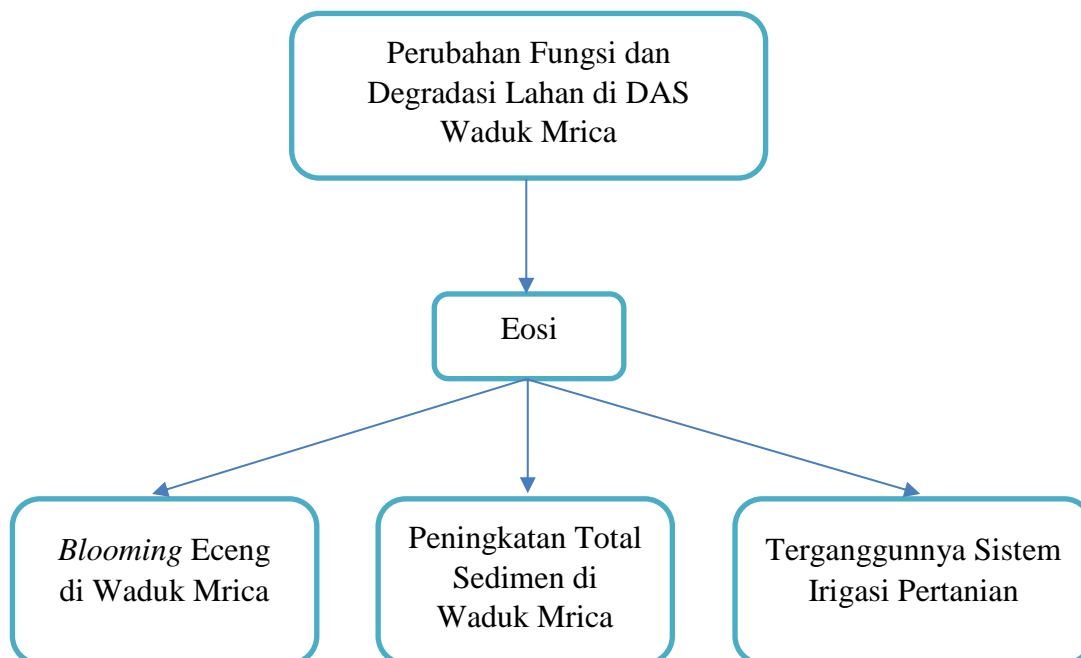 Perubahan Fungsi dan
Degradasi Lahan di DAS
Waduk Mrica
Eosi
Blooming Eceng
di Waduk Mrica
Peningkatan Total
Sedimen di
Waduk Mrica
Terganggunnya Sistem
Irigasi Pertanian